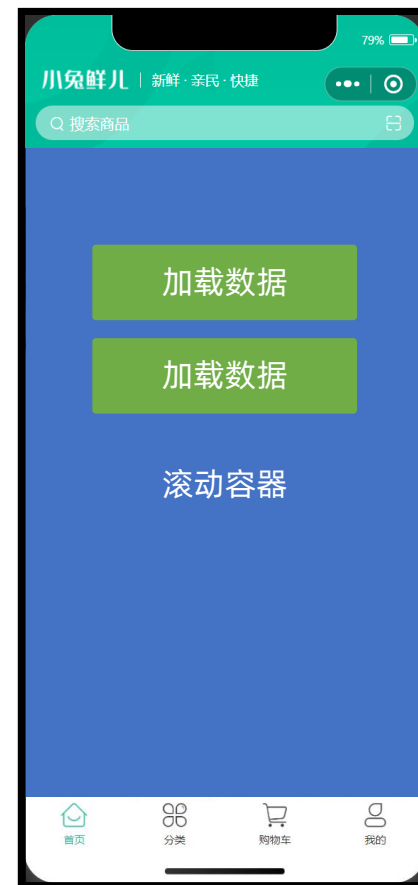 79%
小兔鲜儿 | 新鲜·亲民·快捷
搜索商品
加载数据
加载数据
滚动容器
首页 分类 购物车 我的